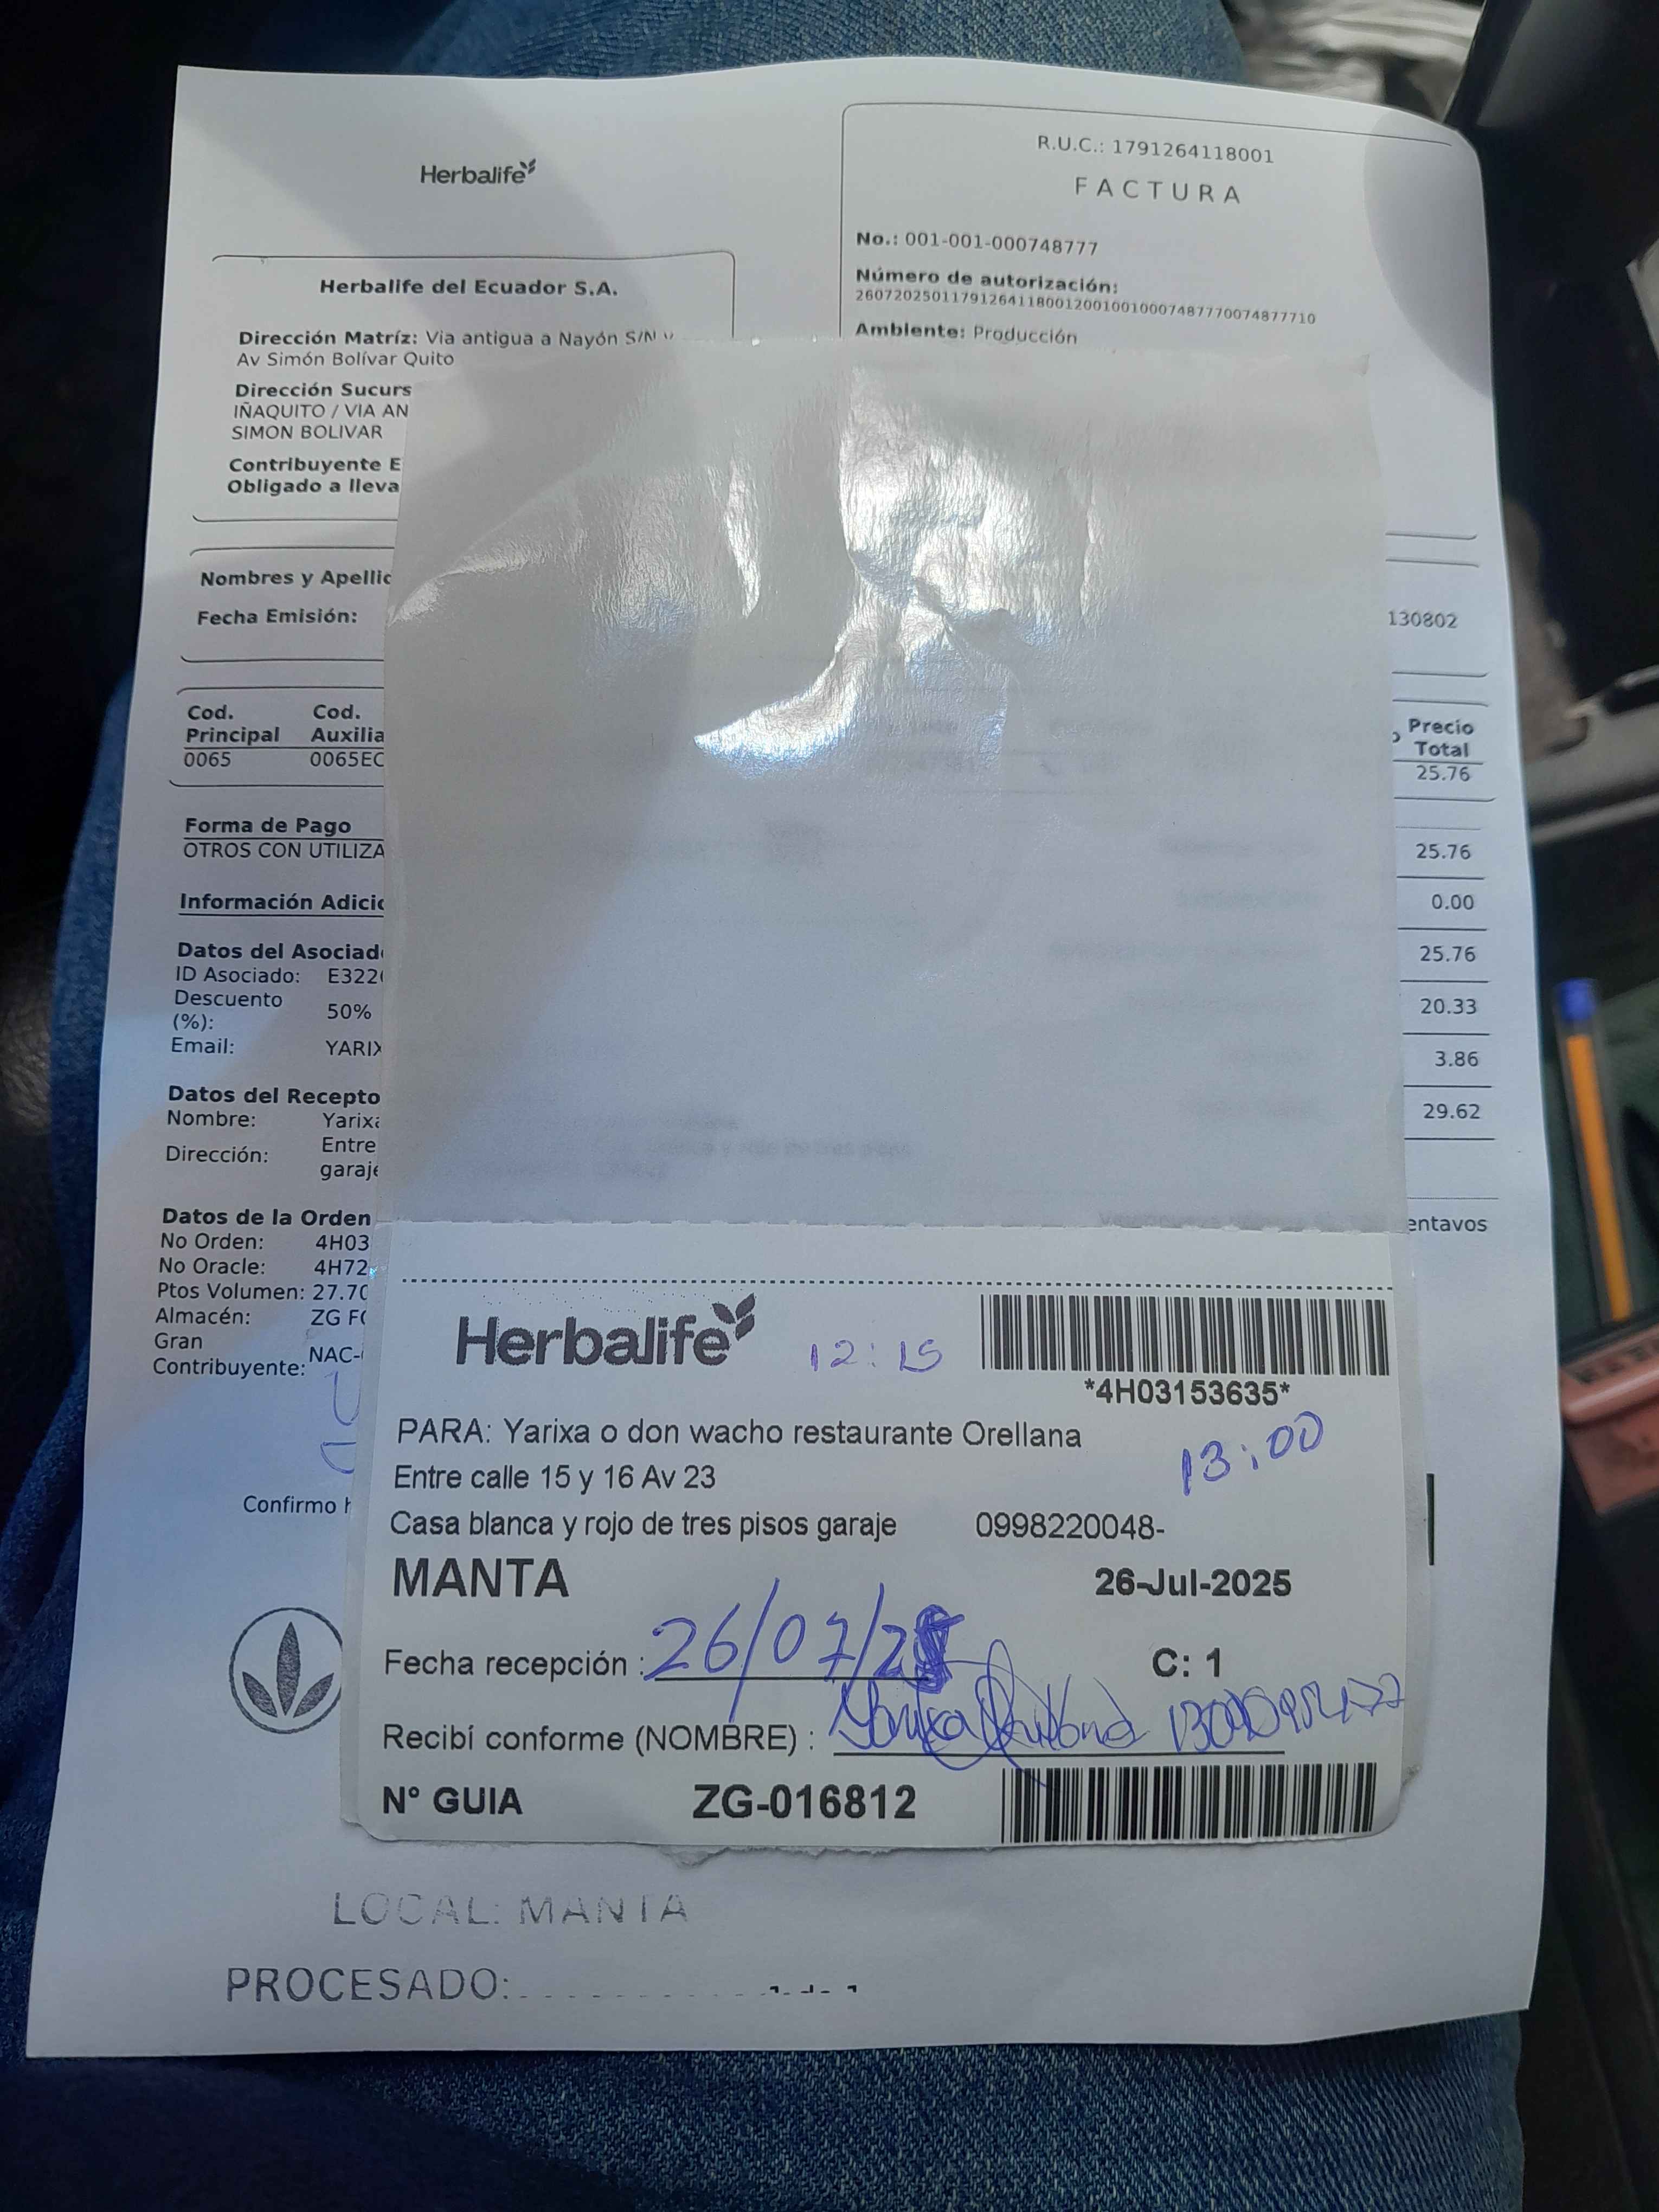 Herbalife
R.U.C.: 1791264118001
FACTURA
No.: 001-001-000748777
Número de autorización:
2607202501179126411800120010010007487770074877710
Ambiente: Producción
Herbalife del Ecuador S.A.
Dirección Matríz: Via antigua a Nayón S/N y
Av Simón Bolívar Quito
Dirección Sucurs
IÑAQUITO / VIA AN
SIMON BOLIVAR
Contribuyente E
Obligado a lleva
Nombres y Apellic
Fecha Emisión:
130802
Cod. Principal
Cod. Auxilia
Precio Total
0065 0065EC 25.76
Forma de Pago
OTROS CON UTILIZA
25.76
0.00
25.76
20.33
3.86
29.62
entavos
Información Adicic
Datos del Asociad
ID Asociado: E322
Descuento (%): 50%
Email: YARIX
Datos del Recepto
Nombre: Yarixa
Dirección: Entre
garaje
Datos de la Orden
No Orden: 4H03
No Oracle: 4H72
Ptos Volumen: 27.70
Almacén: ZG F
Gran Contribuyente: NAC-
Confirmo
Herbalife 12:15
*4H03153635*
PARA: Yarixa o don wacho restaurante Orellana
13:00
Entre calle 15 y 16 Av 23
Casa blanca y rojo de tres pisos garaje 0998220048-
MANTA 26-Jul-2025
Fecha recepción : 26/07/25
C: 1
Recibí conforme (NOMBRE) : Yarixa
N° GUIA ZG-016812
LOCAL: MANTA
PROCESADO: